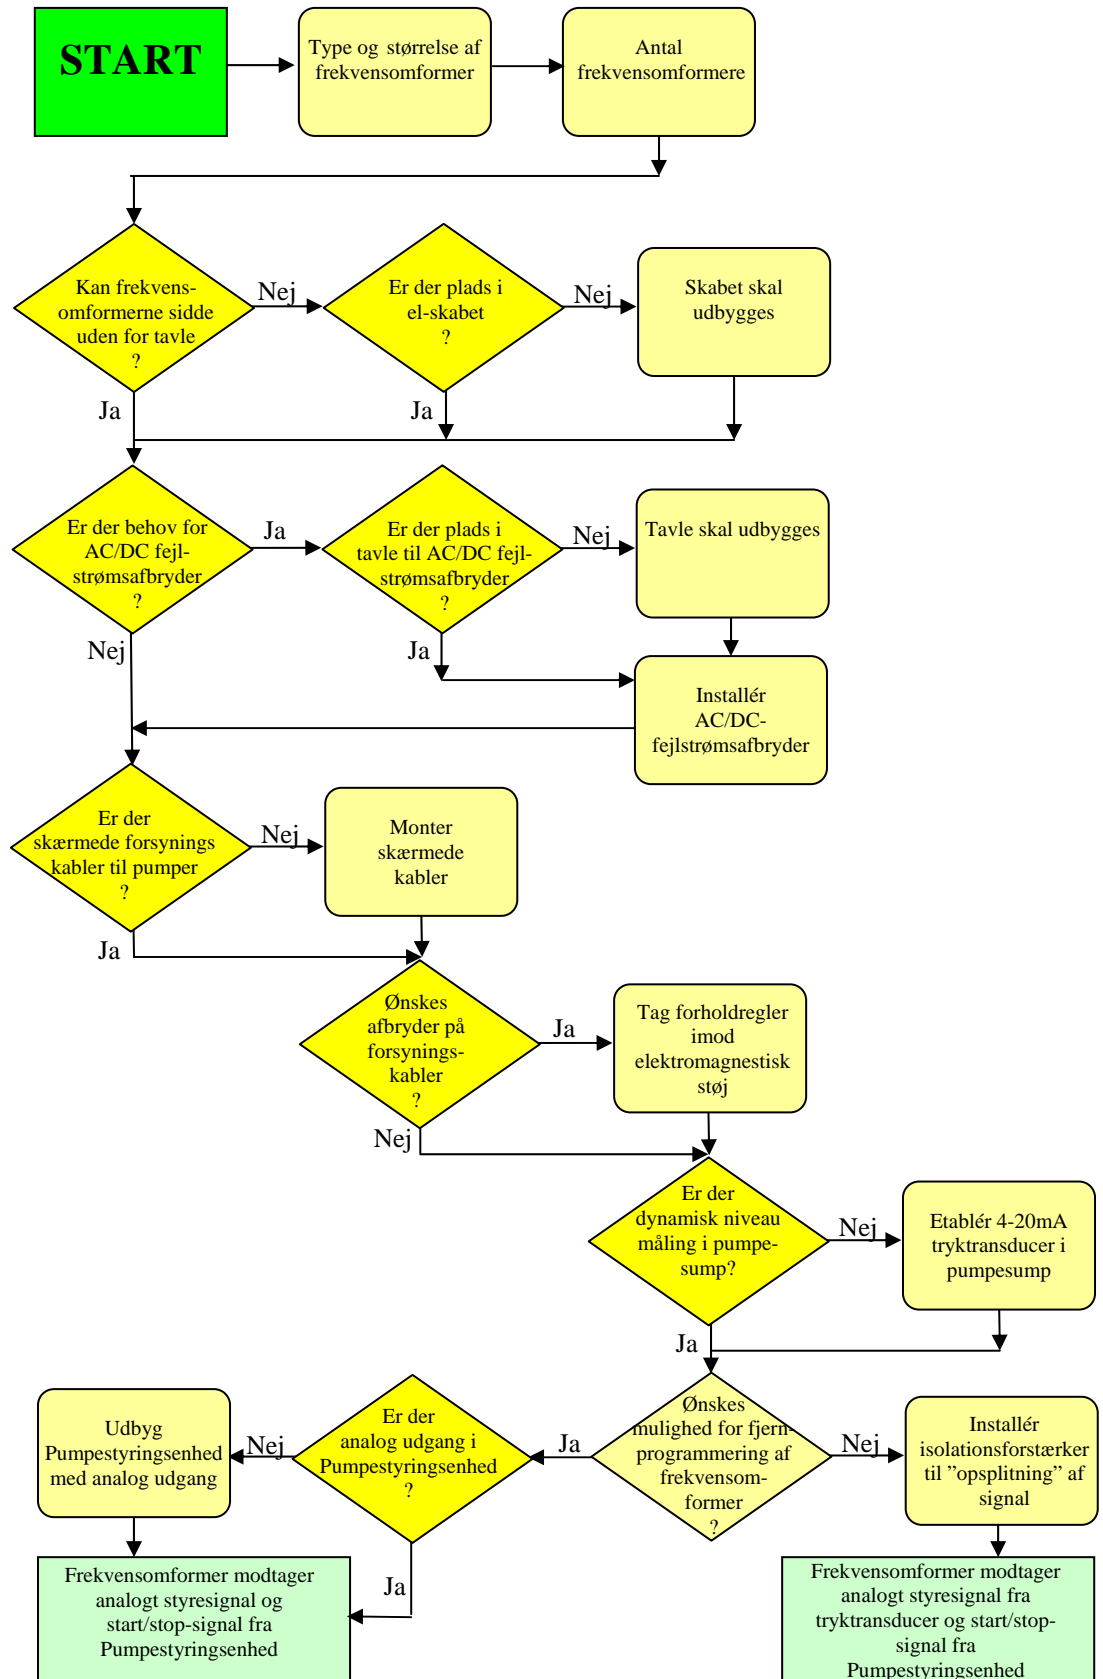 START
Type og størrelse af
frekvensomformer
Antal
frekvensomformere
Kan frekvens-
omformerne sidde
uden for tavle
?
Nej
Er der plads i
el-skabet
?
Nej
Skabet skal
udbygges
Ja
Ja
Er der behov for
AC/DC fejl-
strømsafbryder
?
Ja
Er der plads i
tavle til AC/DC fejl-
strømsafbryder
?
Nej
Tavle skal udbygges
Nej
Ja
Installér
AC/DC-
fejlstrømsafbryder
Er der
skærmede forsynings
kabler til pumper
?
Nej
Monter
skærmede
kabler
Ja
Ønskes
afbryder på
forsynings-
kabler
?
Ja
Tag forholdregler
imod
elektromagnestisk
støj
Nej
Er der
dynamisk niveau
måling i pumpe-
sump?
Nej
Etablér 4-20mA
tryktransducer i
pumpesump
Ja
Udbyg
Pumpestyringsenhed
med analog udgang
Nej
Er der
analog udgang i
Pumpestyringsenhed
?
Ja
Ønskes
mulighed for fjern-
programmering af
frekvensom-
former
?
Nej
Installér
isolationsforstærker
til ”opsplitning” af
signal
Ja
Frekvensomformer modtager
analogt styresignal og
start/stop-signal fra
Pumpestyringsenhed
Frekvensomformer modtager
analogt styresignal fra
tryktransducer og start/stop-
signal fra
Pumpestyringsenhed